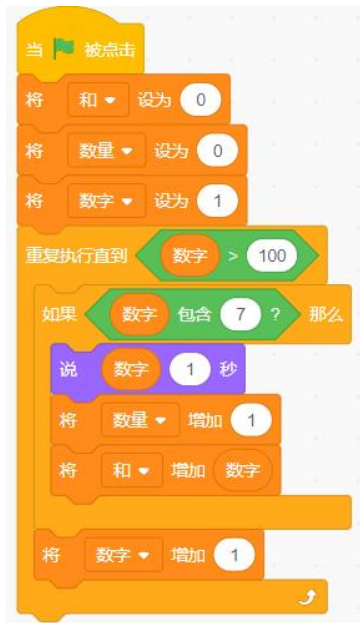 当 被点击
将 和 设为 0
将 数量 设为 0
将 数字 设为 1
重复执行直到 数字 > 100
如果 数字 包含 7 ? 那么
说 数字 1 秒
将 数量 增加 1
将 和 增加 数字
将 数字 增加 1